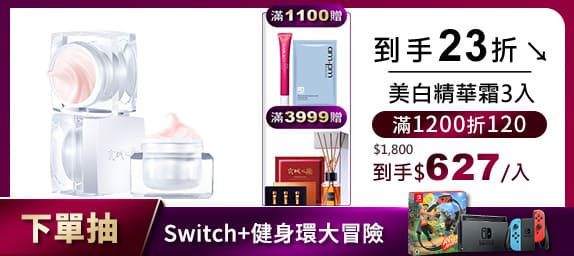 滿1100贈
滿3999贈
到手23折↘
美白精華霜3入
滿1200折120
$1,800
到手$627/入
下單抽
Switch+健身環大冒險